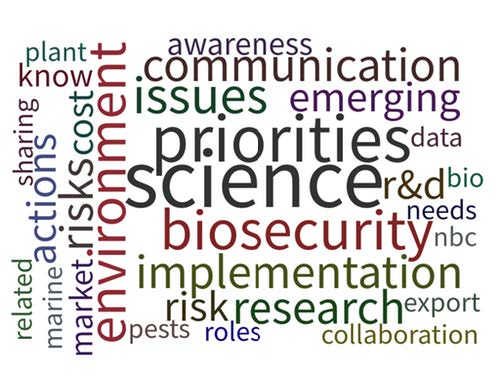 awareness
plant
communication
know
issues
emerging
priorities
data
science
r&d
bio
needs
biosecurity
nbc
implementation
risk
research
export
pests
roles
collaboration
sharing
actions
risks
cost
environment
related
marine
market